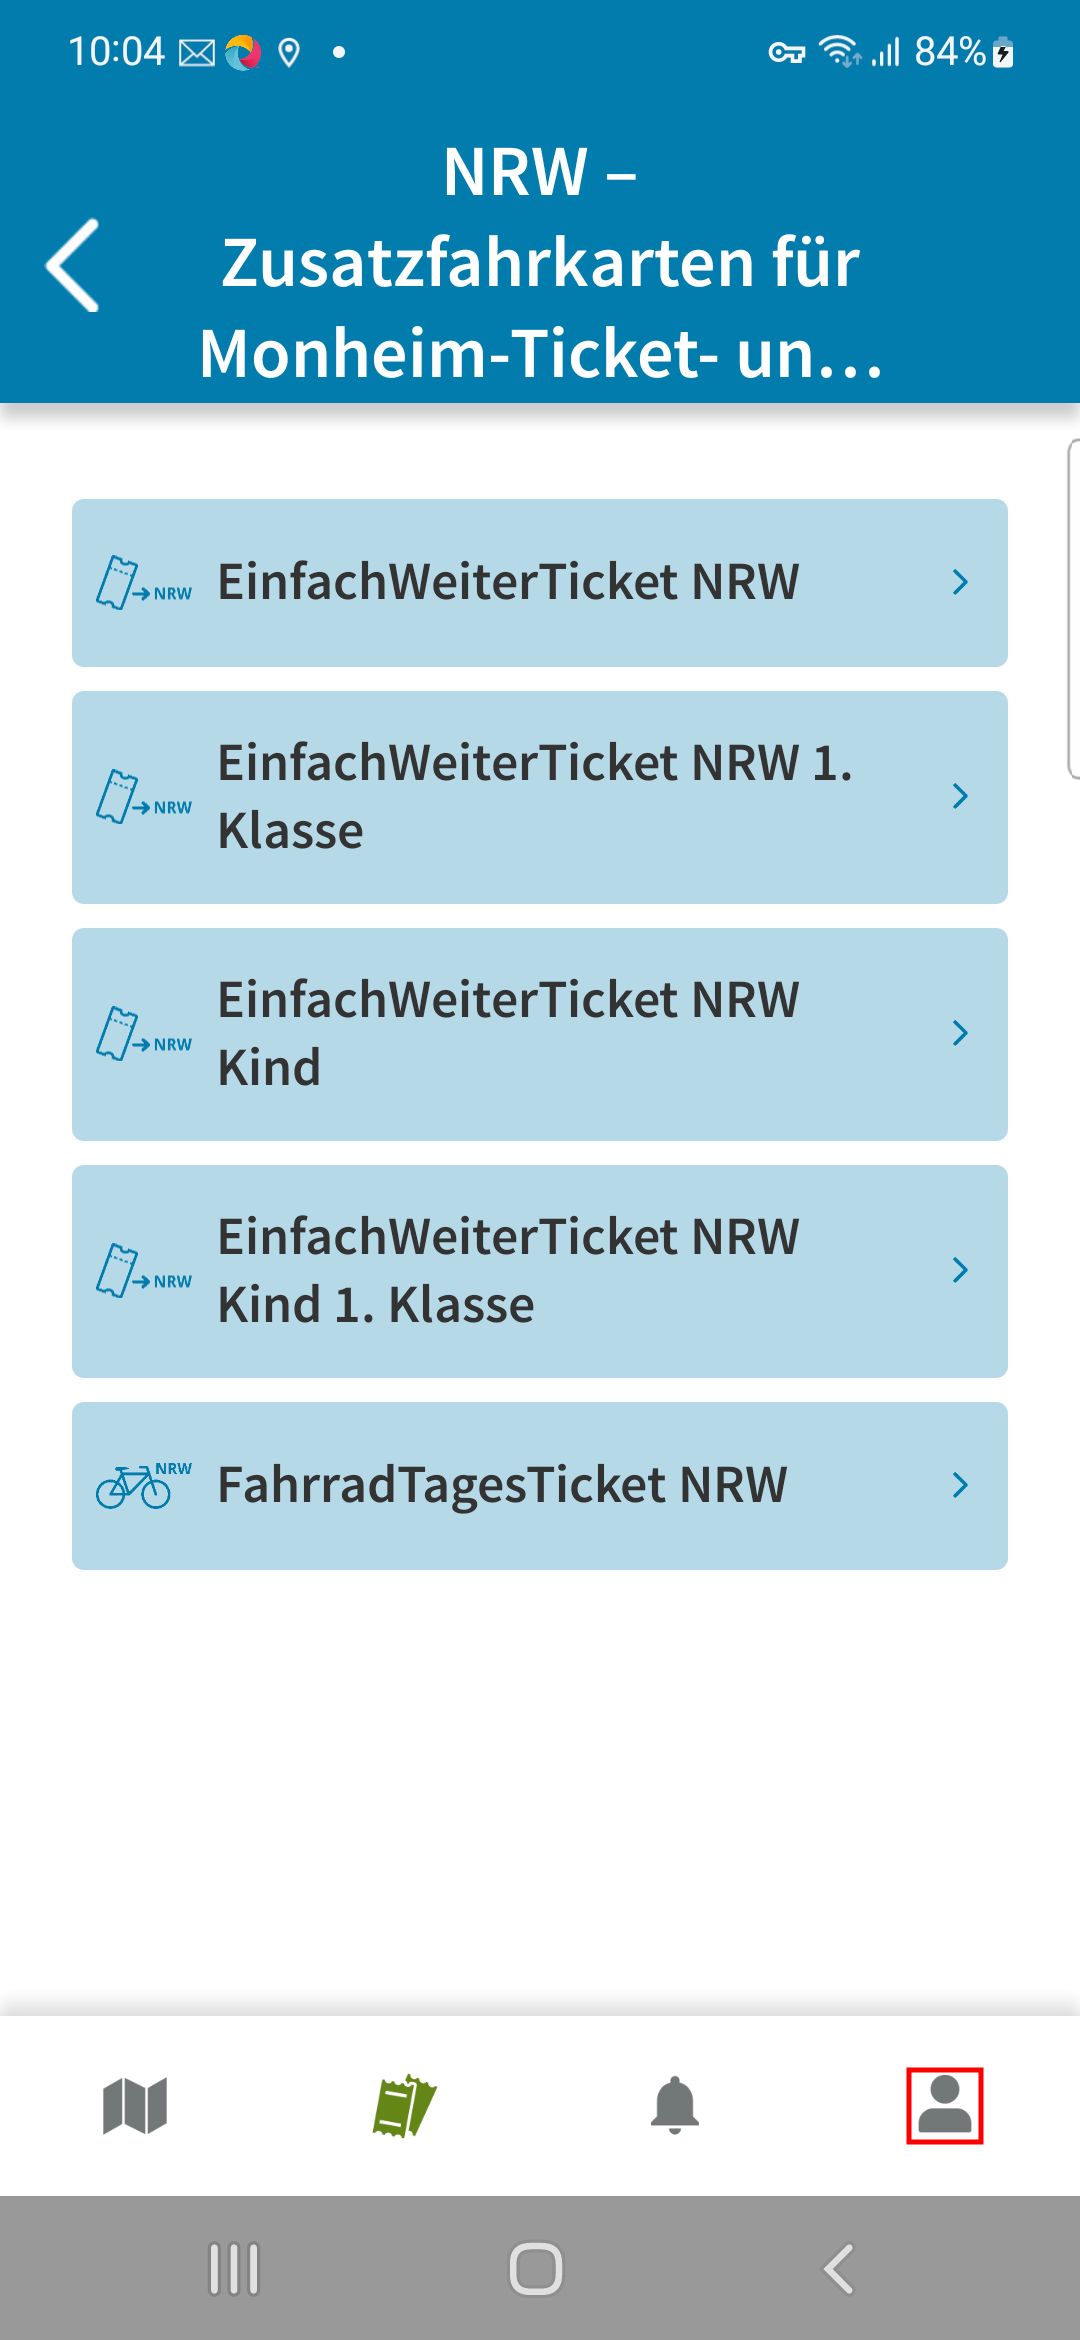 10:04
84%
NRW –
Zusatzfahrkarten für
Monheim-Ticket- un…
NRW
EinfachWeiterTicket NRW
NRW
EinfachWeiterTicket NRW 1.
Klasse
NRW
EinfachWeiterTicket NRW
Kind
NRW
EinfachWeiterTicket NRW
Kind 1. Klasse
NRW
FahrradTagesTicket NRW